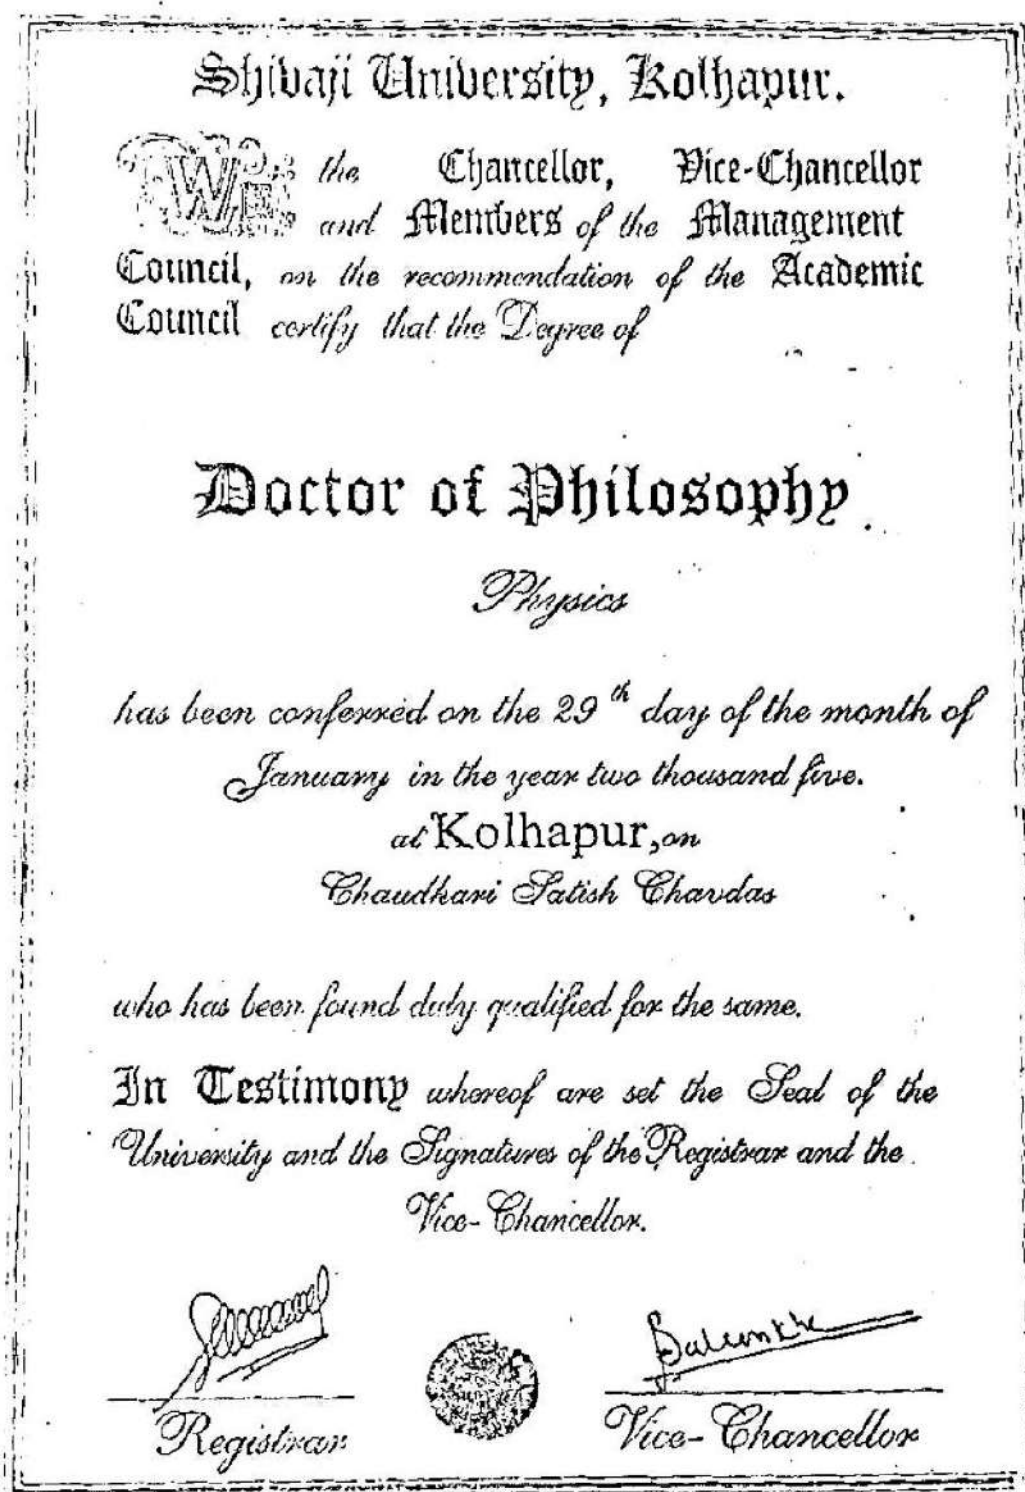 Shivaji University, Kolhapur.
We the Chancellor, Vice-Chancellor
and Members of the Management
Council, on the recommendation of the Academic
Council certify that the Degree of
Doctor of Philosophy
Physics
has been conferred on the 29th day of the month of
January in the year two thousand five.
at Kolhapur, on
Chaudhari Satish Chavdas
who has been found duly qualified for the same.
In Testimony whereof are set the Seal of the
University and the Signatures of the Registrar and the
Vice-Chancellor.
Registrar
Vice-Chancellor